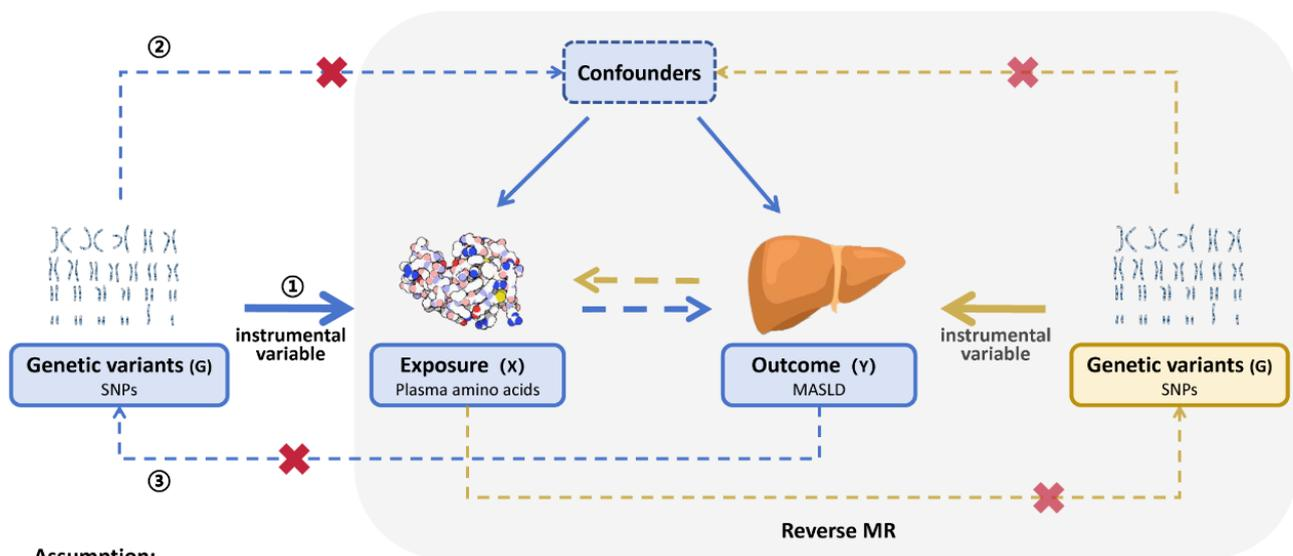 ②
Confounders
①
instrumental
variable
instrumental
variable
Genetic variants (G)
SNPs
Exposure (X)
Plasma amino acids
Outcome (Y)
MASLD
Genetic variants (G)
SNPs
③
Reverse MR
Assumption: